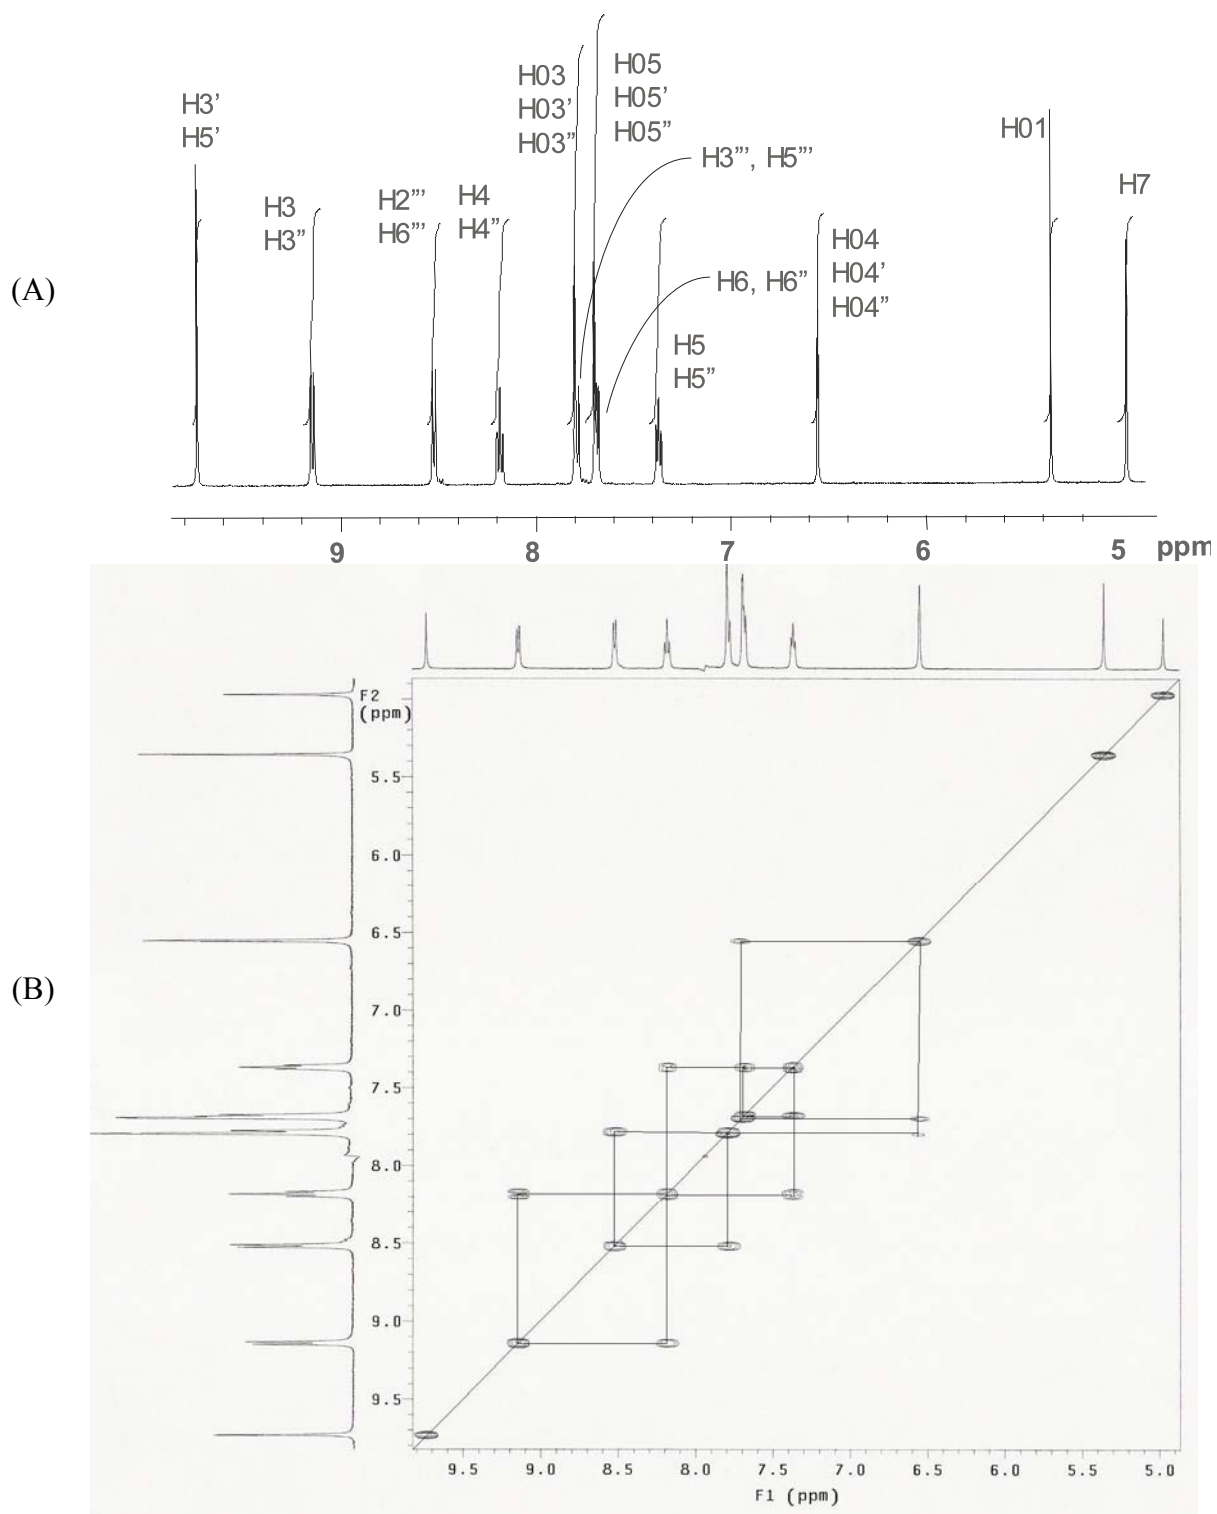 H3’
H5’
H3
H3”
H2”’
H6”’
H4
H4”
H03
H03’
H03”
H05
H05’
H05”
H3”’, H5”’
H6, H6”
H5
H5”
H04
H04’
H04”
H01
H7
(A)
9 8 7 6 5 ppm
(B)
F2
(ppm)
5.5
6.0
6.5
7.0
7.5
8.0
8.5
9.0
9.5
9.5 9.0 8.5 8.0 7.5 7.0 6.5 6.0 5.5 5.0
F1 (ppm)